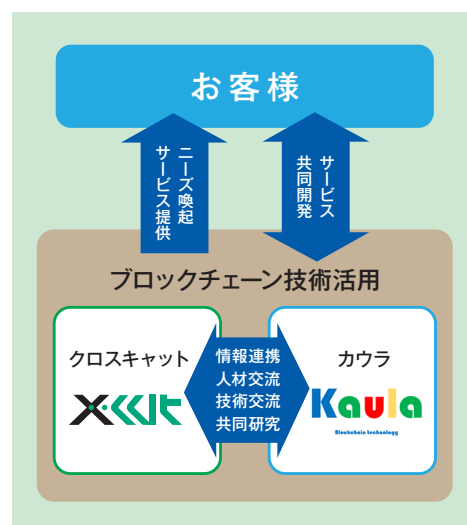 お客様
ニーズ喚起
サービス提供
サービス
共同開発
ブロックチェーン技術活用
クロスキャット
情報連携
人材交流
技術交流
共同研究
カウラ
Kaula
Blockchain technology